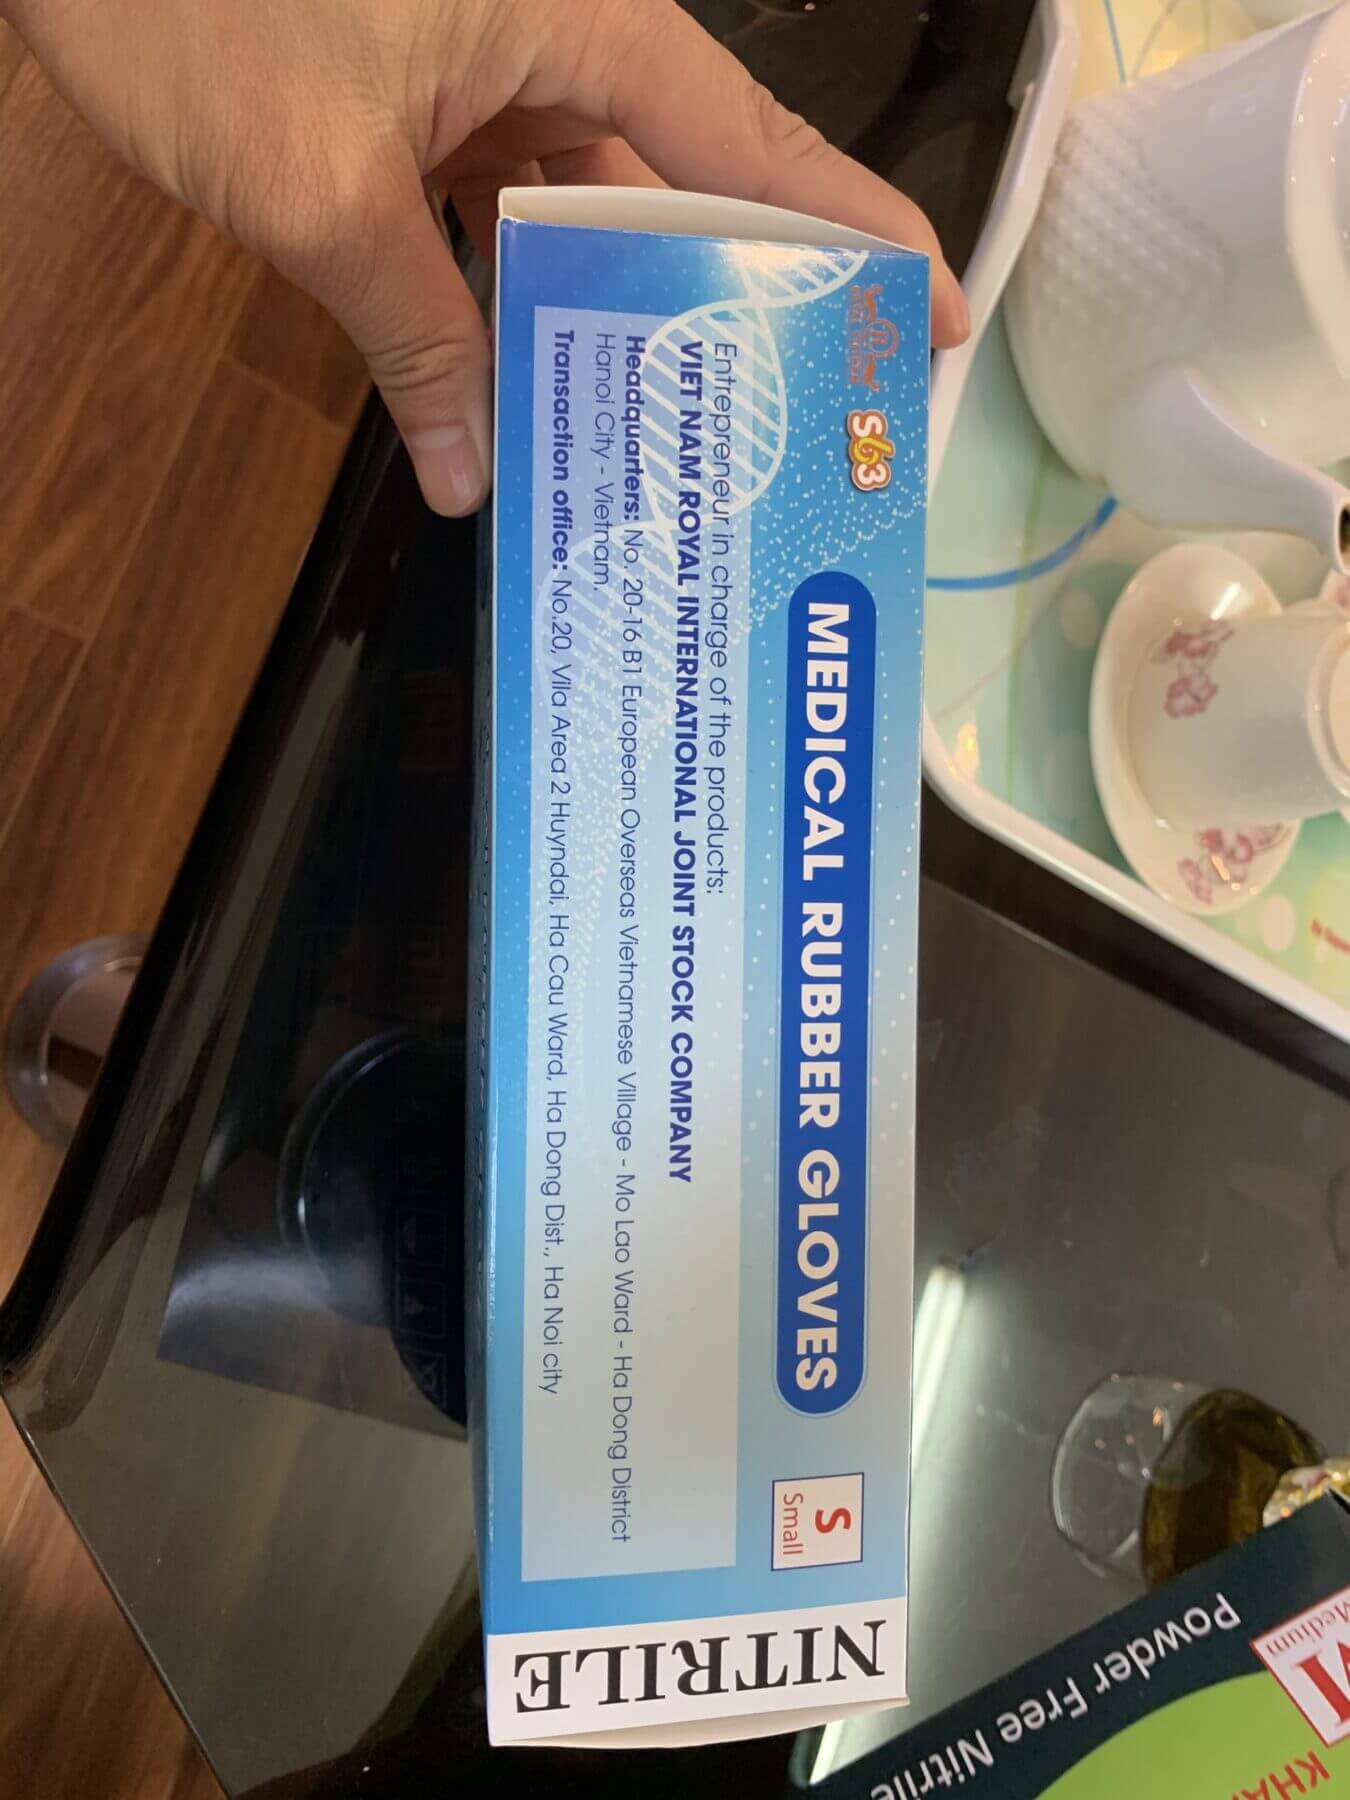 S63
MEDICAL RUBBER GLOVES
S
Small
Entrepreneur in charge of the products:
VIET NAM ROYAL INTERNATIONAL JOINT STOCK COMPANY
Headquarters: No. 20-16 B1 European Overseas Vietnamese Village - Mo Lao Ward - Ha Dong District
Hanoi City - Vietnam.
Transaction office: No.20, Vila Area 2 Huyndai, Ha Cau Ward, Ha Dong Dist., Ha Noi city
NITRILE
Powder Free Nitrile
M
Medium